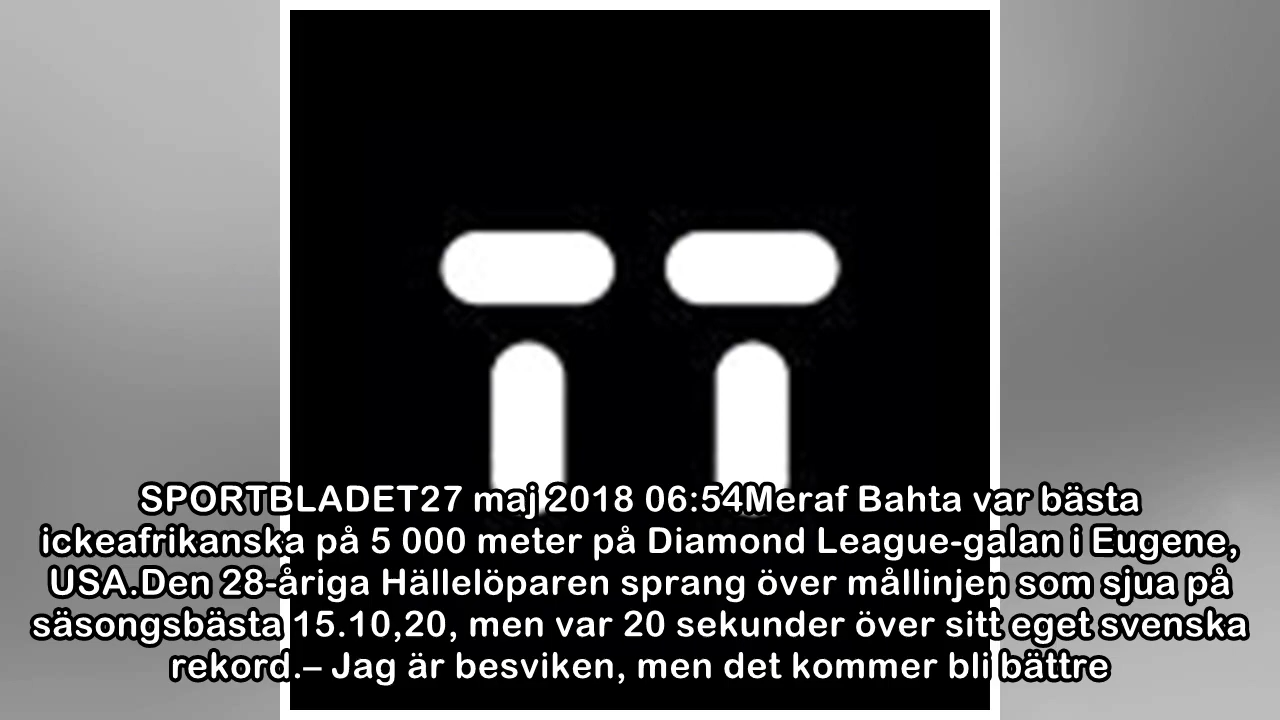 SPORTBLADET27 maj 2018 06:54Meraf Bahta var bästa
ickeafrikanska på 5 000 meter på Diamond League-galan i Eugene,
USA.Den 28-åriga Hällelöparen sprang över mållinjen som sjua på
säsongsbästa 15.10,20, men var 20 sekunder över sitt eget svenska
rekord.– Jag är besviken, men det kommer bli bättre